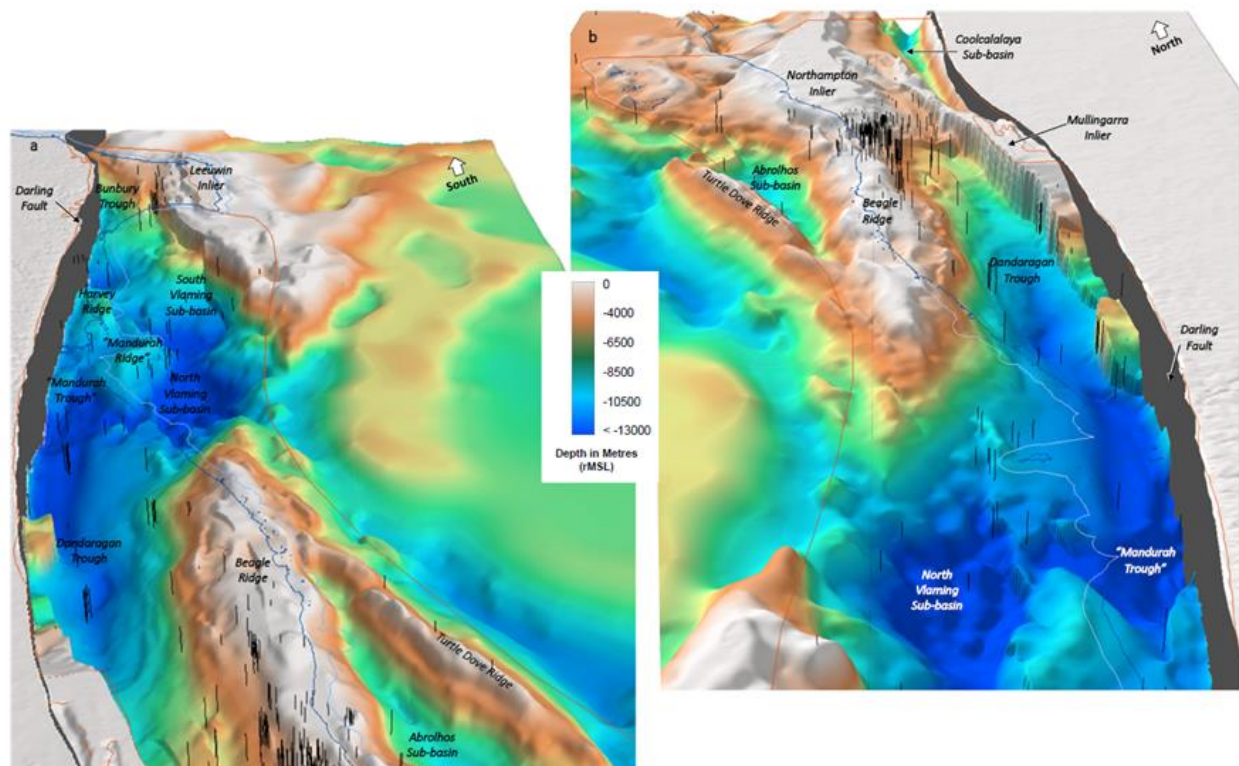 a
Darling
Fault
Bunbury
Trough
Leeuwin
Inlier
South
Harvey
Ridge
South
Vlaming
Sub-basin
"Mandurah
Ridge"
"Mandurah
Trough"
North
Vlaming
Sub-basin
Dandaragan
Trough
Beagle
Ridge
Turtle Dove Ridge
Abrolhos
Sub-basin
0
-4000
-6500
-8500
-10500
< -13000
Depth in Metres
(rMSL)
b
Coolcalalaya
Sub-basin
North
Northampton
Inlier
Mullingarra
Inlier
Abrolhos
Sub-basin
Turtle Dove Ridge
Beagle
Ridge
Dandaragan
Trough
Darling
Fault
"Mandurah
Trough"
North
Vlaming
Sub-basin